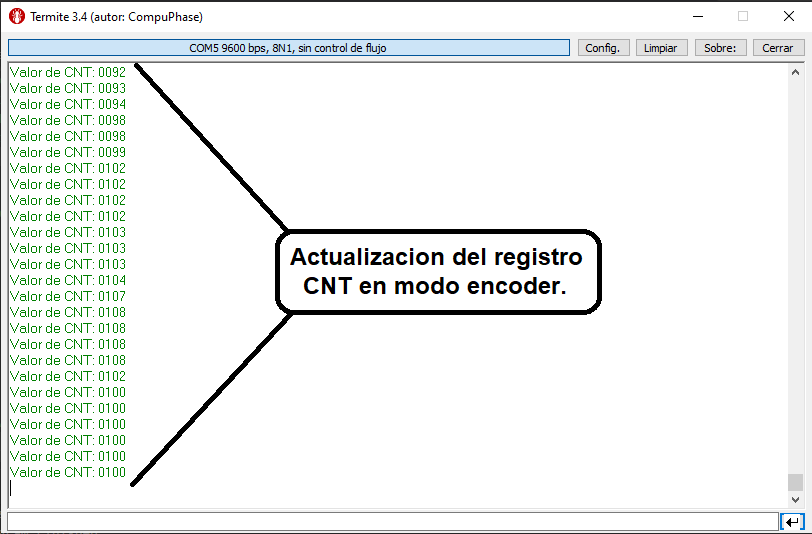 Termite 3.4 (autor: CompuPhase)
COM5 9600 bps, 8N1, sin control de flujo
Config.
Limpiar
Sobre:
Cerrar
Valor de CNT: 0092
Valor de CNT: 0093
Valor de CNT: 0094
Valor de CNT: 0098
Valor de CNT: 0098
Valor de CNT: 0099
Valor de CNT: 0102
Valor de CNT: 0102
Valor de CNT: 0102
Valor de CNT: 0102
Valor de CNT: 0103
Valor de CNT: 0103
Valor de CNT: 0103
Valor de CNT: 0104
Valor de CNT: 0107
Valor de CNT: 0108
Valor de CNT: 0108
Valor de CNT: 0108
Valor de CNT: 0108
Valor de CNT: 0102
Valor de CNT: 0100
Valor de CNT: 0100
Valor de CNT: 0100
Valor de CNT: 0100
Valor de CNT: 0100
Valor de CNT: 0100
Actualizacion del registro
CNT en modo encoder.